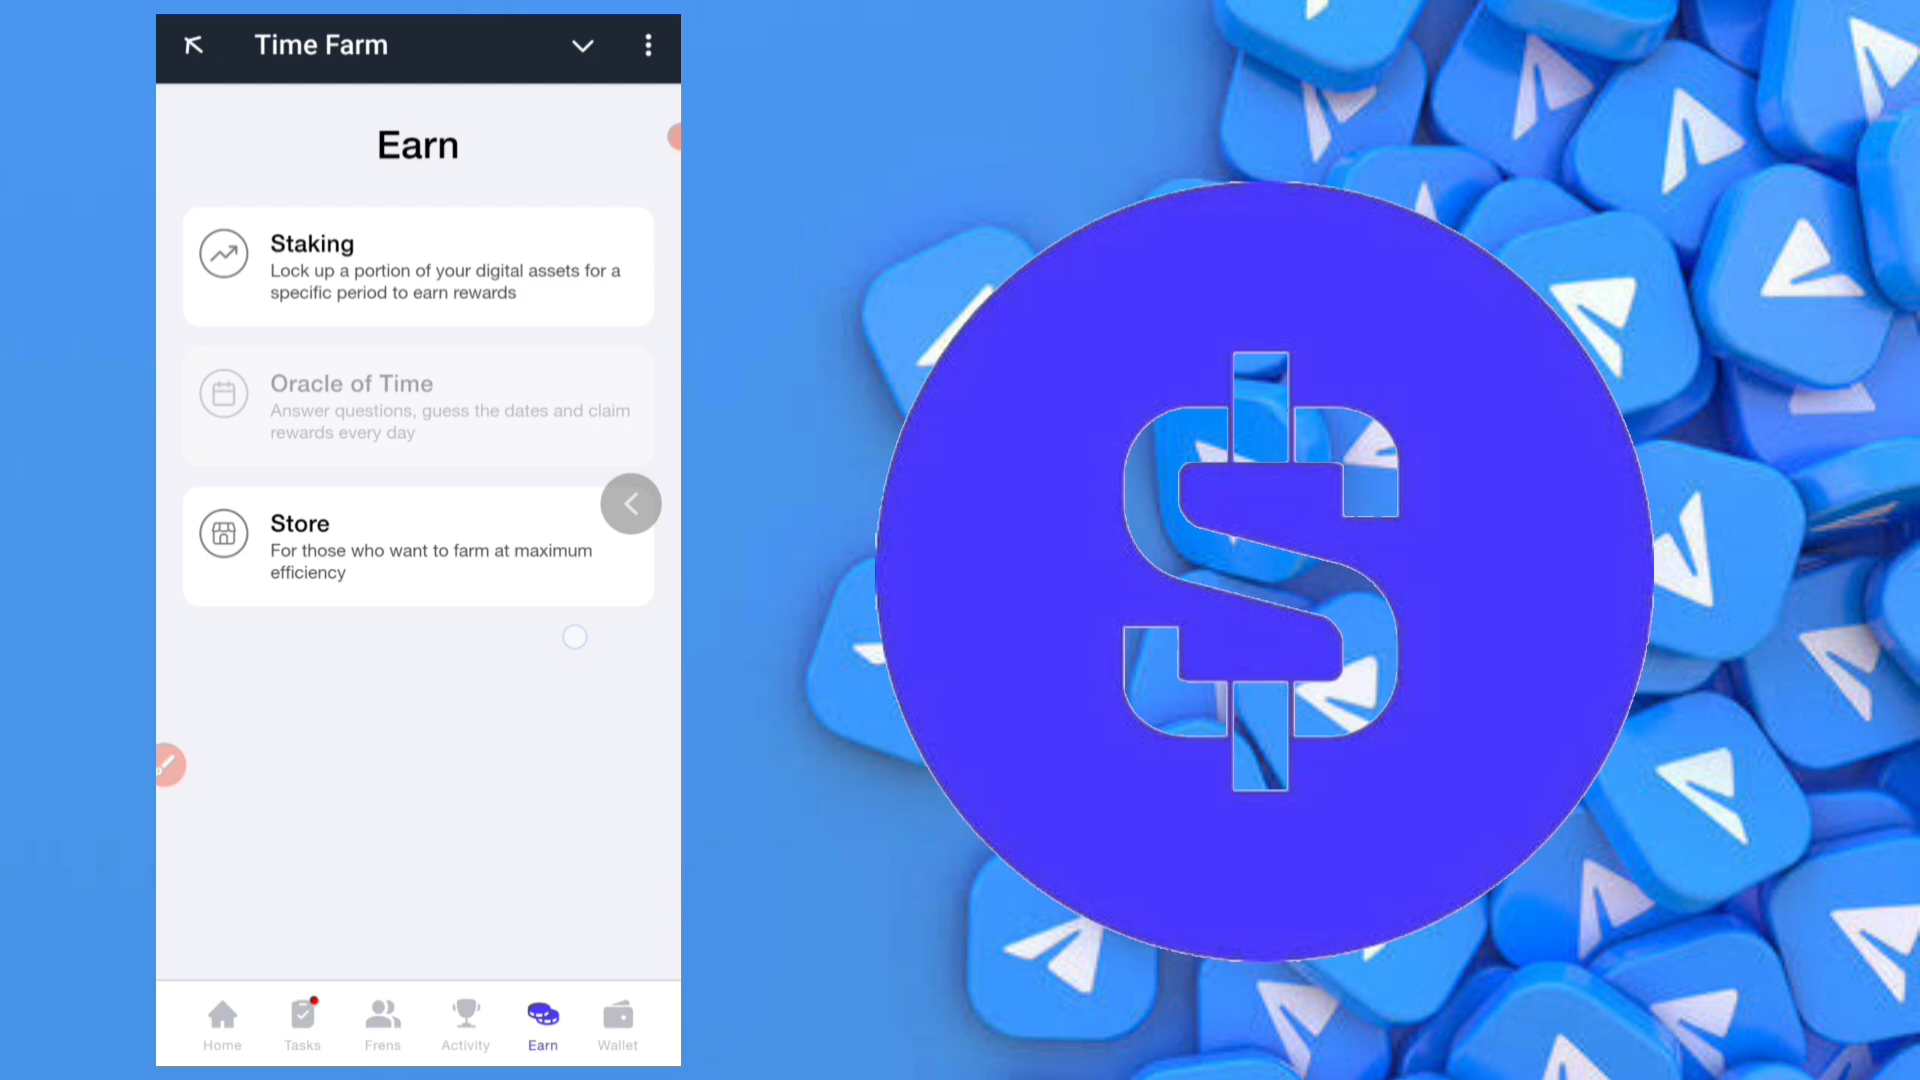 Time Farm
Earn
Staking
Lock up a portion of your digital assets for a
specific period to earn rewards
Oracle of Time
Answer questions, guess the dates and claim
rewards every day
Store
For those who want to farm at maximum
efficiency
Home Tasks Frens Activity Earn Wallet